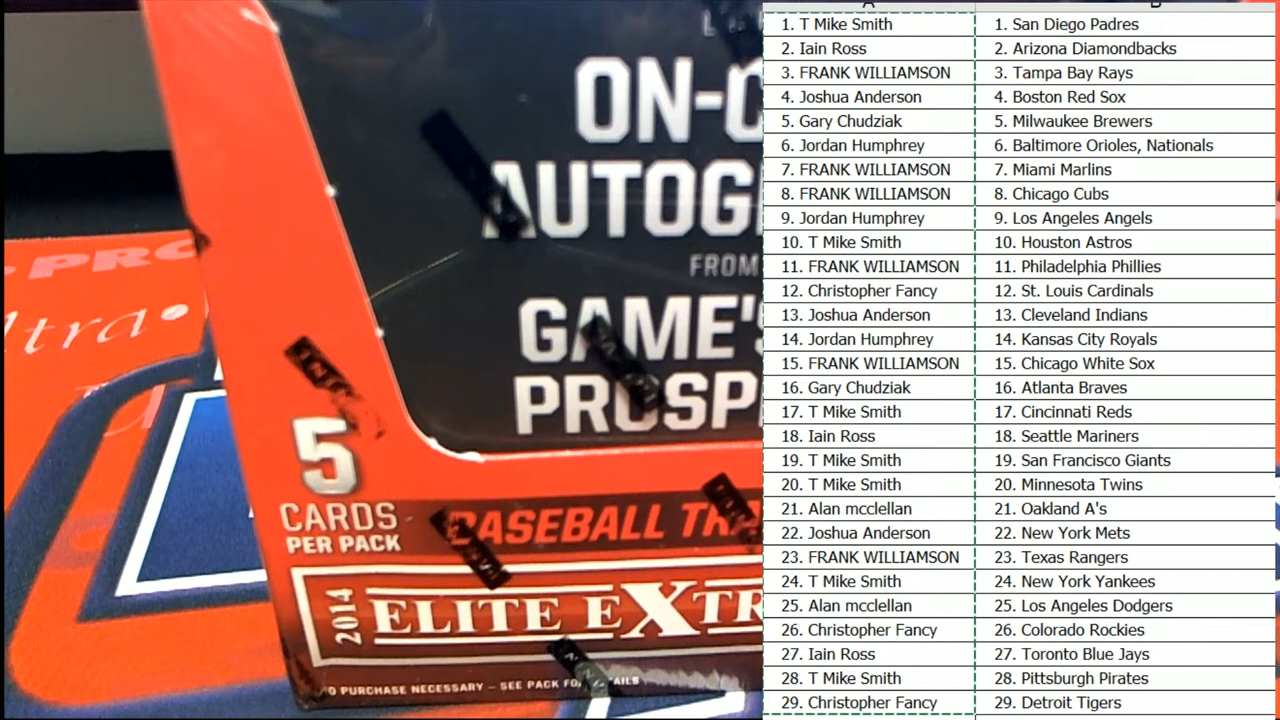 ON-C
AUTOG
FROM
GAME'S
PROSP
5
CARDS
PER PACK
BASEBALL TRA
2014 ELITE EXTR
O PURCHASE NECESSARY – SEE PACK FO
PRO
ltra
A B
1. T Mike Smith 1. San Diego Padres
2. Iain Ross 2. Arizona Diamondbacks
3. FRANK WILLIAMSON 3. Tampa Bay Rays
4. Joshua Anderson 4. Boston Red Sox
5. Gary Chudziak 5. Milwaukee Brewers
6. Jordan Humphrey 6. Baltimore Orioles, Nationals
7. FRANK WILLIAMSON 7. Miami Marlins
8. FRANK WILLIAMSON 8. Chicago Cubs
9. Jordan Humphrey 9. Los Angeles Angels
10. T Mike Smith 10. Houston Astros
11. FRANK WILLIAMSON 11. Philadelphia Phillies
12. Christopher Fancy 12. St. Louis Cardinals
13. Joshua Anderson 13. Cleveland Indians
14. Jordan Humphrey 14. Kansas City Royals
15. FRANK WILLIAMSON 15. Chicago White Sox
16. Gary Chudziak 16. Atlanta Braves
17. T Mike Smith 17. Cincinnati Reds
18. Iain Ross 18. Seattle Mariners
19. T Mike Smith 19. San Francisco Giants
20. T Mike Smith 20. Minnesota Twins
21. Alan mcclellan 21. Oakland A's
22. Joshua Anderson 22. New York Mets
23. FRANK WILLIAMSON 23. Texas Rangers
24. T Mike Smith 24. New York Yankees
25. Alan mcclellan 25. Los Angeles Dodgers
26. Christopher Fancy 26. Colorado Rockies
27. Iain Ross 27. Toronto Blue Jays
28. T Mike Smith 28. Pittsburgh Pirates
29. Christopher Fancy 29. Detroit Tigers